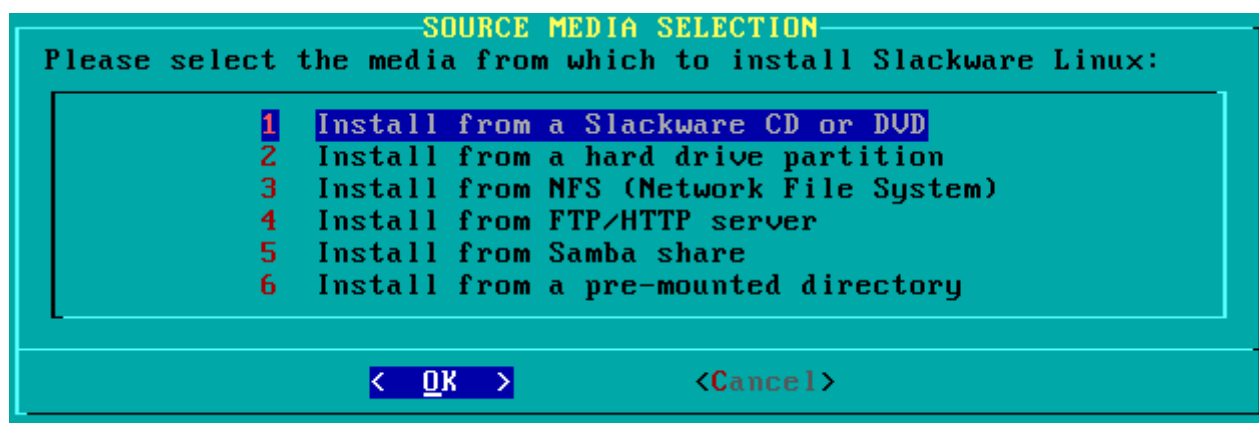 SOURCE MEDIA SELECTION
Please select the media from which to install Slackware Linux:
1 Install from a Slackware CD or DVD
2 Install from a hard drive partition
3 Install from NFS (Network File System)
4 Install from FTP/HTTP server
5 Install from Samba share
6 Install from a pre-mounted directory
< OK > <Cancel>